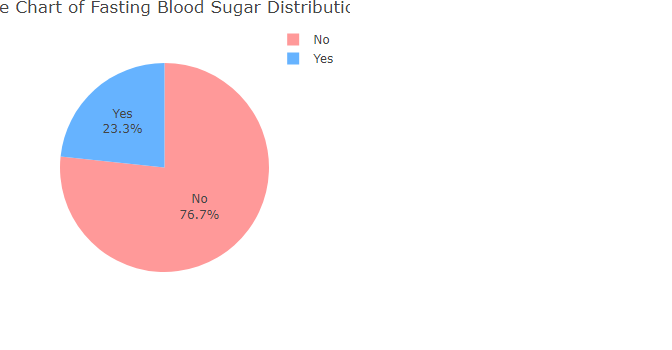 e Chart of Fasting Blood Sugar Distributio
No
Yes
Yes
23.3%
No
76.7%